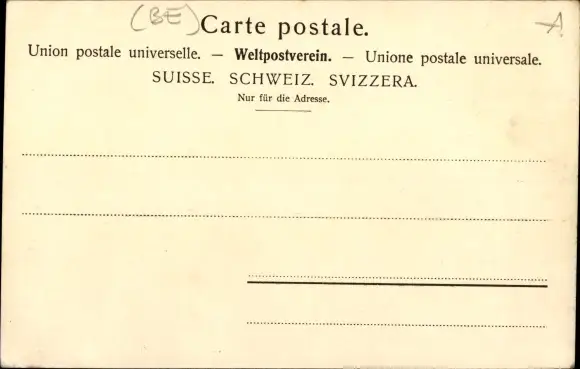 (BE) Carte postale. A
Union postale universelle. — Weltpostverein. — Unione postale universale.
SUISSE. SCHWEIZ. SVIZZERA.
Nur für die Adresse.